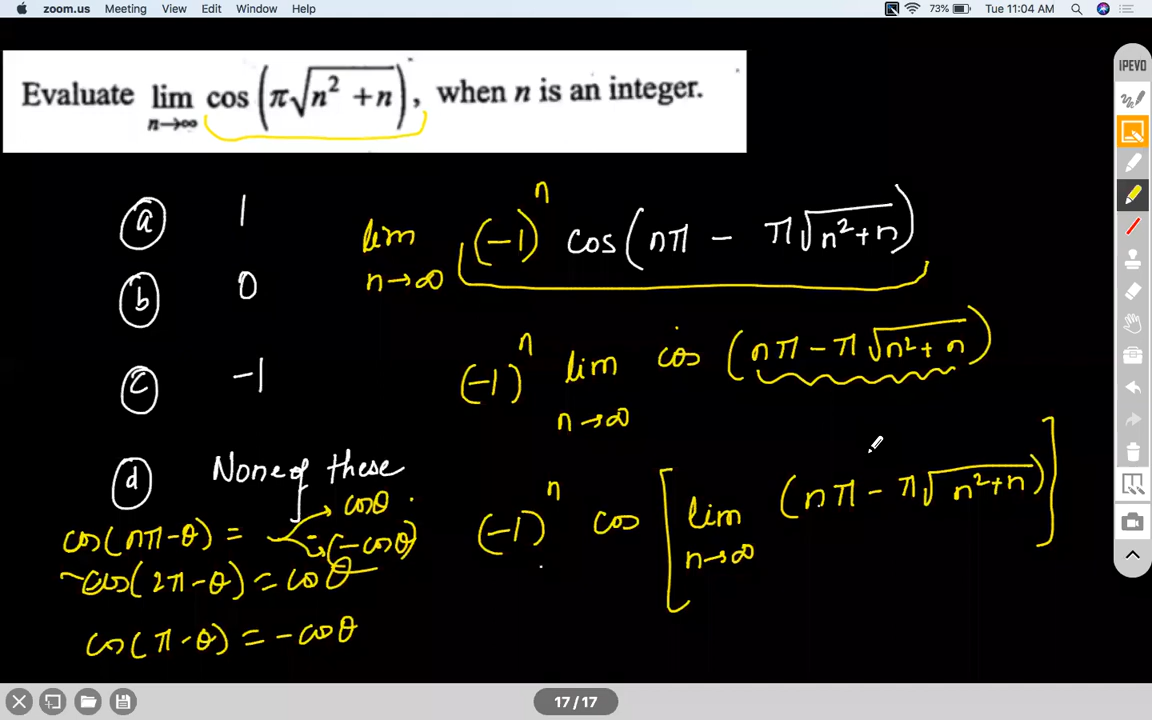 zoom.us Meeting View Edit Window Help 73% Tue 11:04 AM
IPEVO
Evaluate lim n→∞ cos (π√(n² + n)), when n is an integer.
(a) 1
lim n→∞ (-1)ⁿ cos(nπ - π√(n²+n))
(b) 0
(-1)ⁿ lim n→∞ cos (nπ - π√(n²+n))
(c) -1
(d) None of these
(-1)ⁿ cos [lim n→∞ (nπ - π√(n²+n))]
cosθ
cos(nπ-θ) = -(-cosθ)
cos(2π-θ) = cosθ
cos(π-θ) = -cosθ
17 / 17